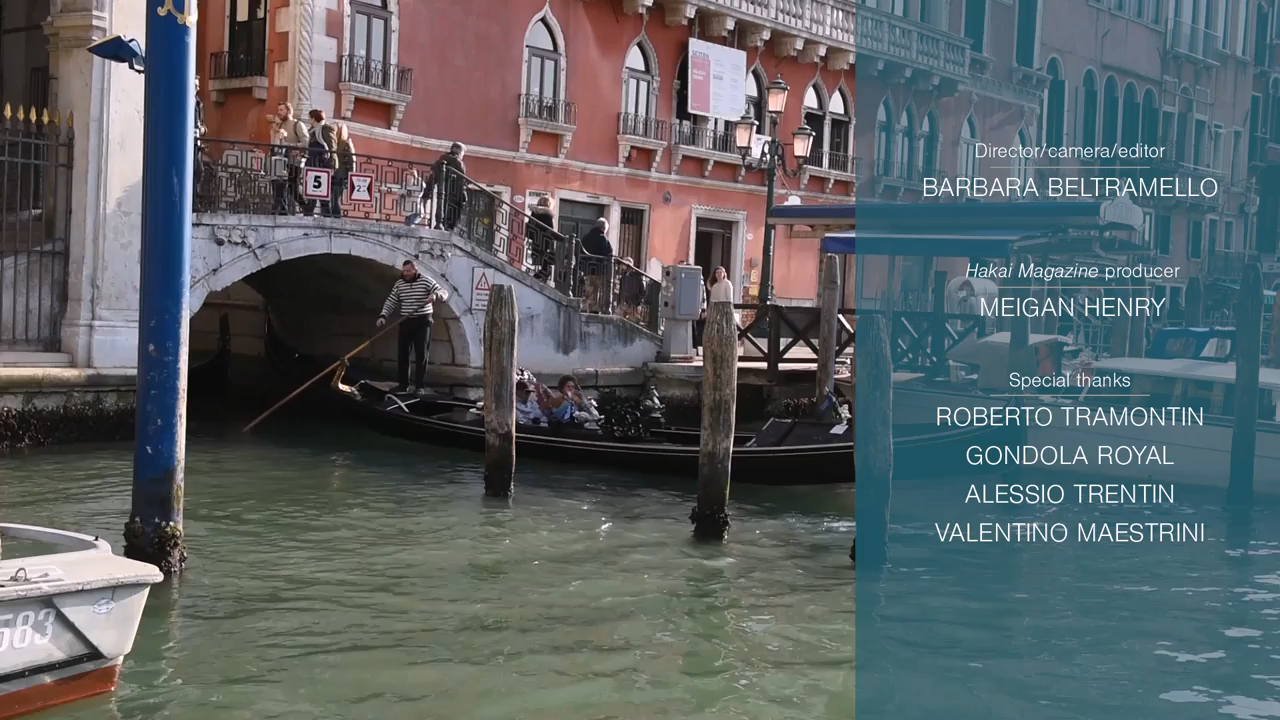 5
583
Director/camera/editor
BARBARA BELTRAMELLO
Hakai Magazine producer
MEIGAN HENRY
Special thanks
ROBERTO TRAMONTIN
GONDOLA ROYAL
ALESSIO TRENTIN
VALENTINO MAESTRINI